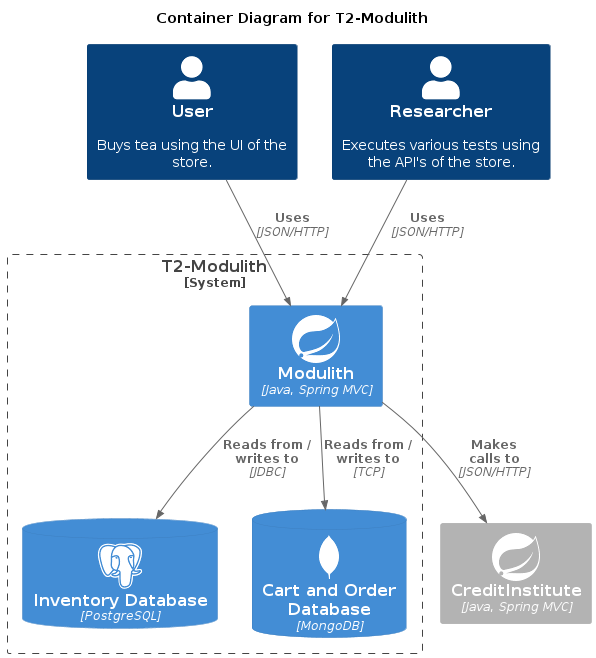 Container Diagram for T2-Modulith
User
Buys tea using the UI of the
store.
Researcher
Executes various tests using
the API's of the store.
Uses
[JSON/HTTP]
Uses
[JSON/HTTP]
T2-Modulith
[System]
Modulith
[Java, Spring MVC]
Reads from /
writes to
[JDBC]
Reads from /
writes to
[TCP]
Makes
calls to
[JSON/HTTP]
Inventory Database
[PostgreSQL]
Cart and Order
Database
[MongoDB]
CreditInstitute
[Java, Spring MVC]